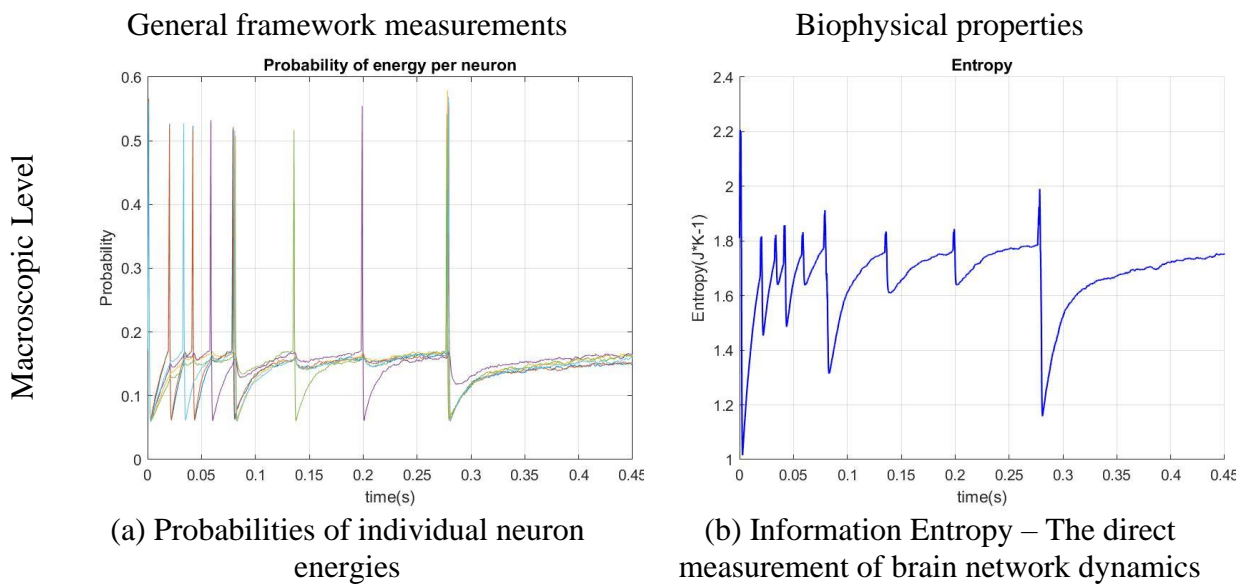 General framework measurements
Biophysical properties
Macroscopic Level
Probability of energy per neuron
Probability
0.6
0.5
0.4
0.3
0.2
0.1
0
0 0.05 0.1 0.15 0.2 0.25 0.3 0.35 0.4 0.45
time(s)
Entropy
Entropy(J*K-1)
2.4
2.2
2
1.8
1.6
1.4
1.2
1
0 0.05 0.1 0.15 0.2 0.25 0.3 0.35 0.4 0.45
time(s)
(a) Probabilities of individual neuron
energies
(b) Information Entropy – The direct
measurement of brain network dynamics